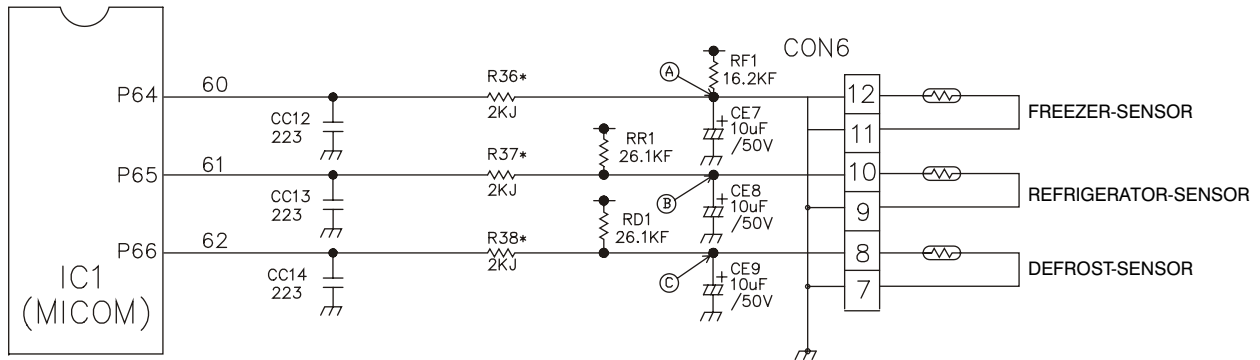 CON6
RF1
16.2KF
A
P64
60
R36*
2KJ
12
FREEZER-SENSOR
CC12
223
CE7
+
10uF
/50V
11
RR1
26.1KF
P65
61
R37*
2KJ
B
10
REFRIGERATOR-SENSOR
CC13
223
CE8
+
10uF
/50V
9
RD1
26.1KF
P66
62
R38*
2KJ
C
8
DEFROST-SENSOR
CC14
223
CE9
+
10uF
/50V
7
IC1
(MICOM)